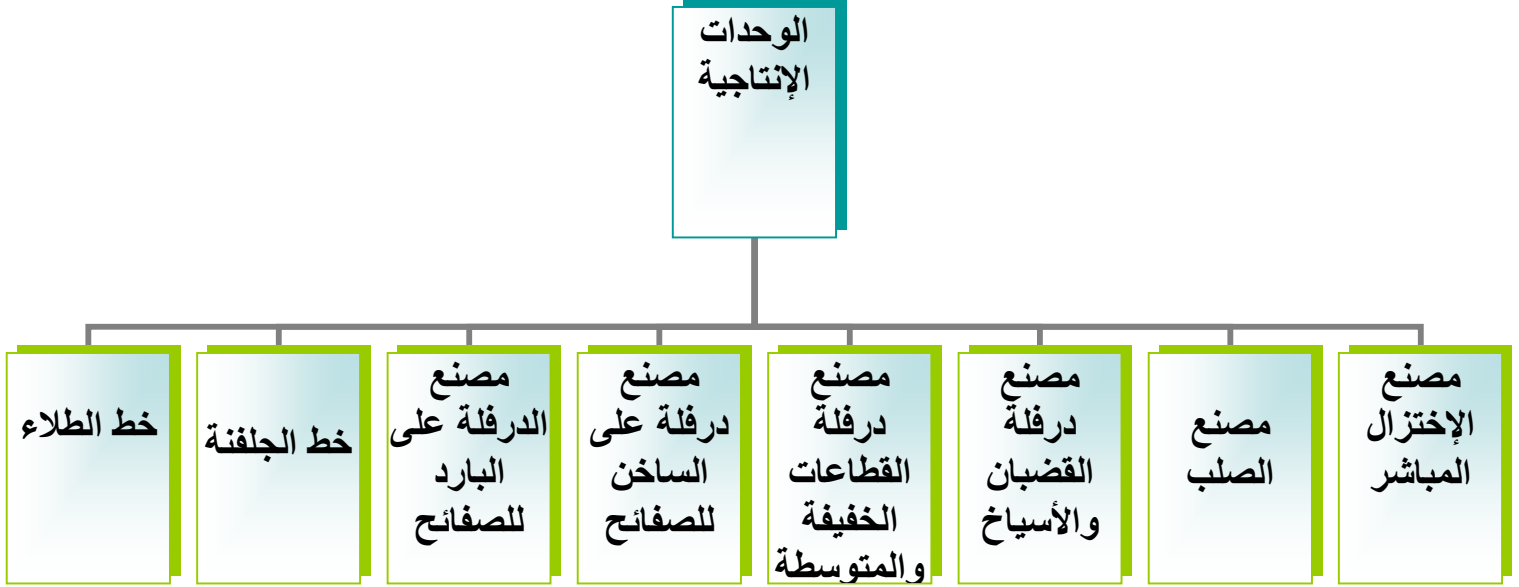 الوحدات
الإنتاجية
مصنع
الإختزال
المباشر
مصنع
الصلب
مصنع
درفلة
القضبان
والأسياخ
مصنع
درفلة
القطاعات
الخفيفة
والمتوسطة
مصنع
درفلة على
الساخن
للصفائح
مصنع
الدرفلة على
البارد
للصفائح
خط الجلفنة
خط الطلاء